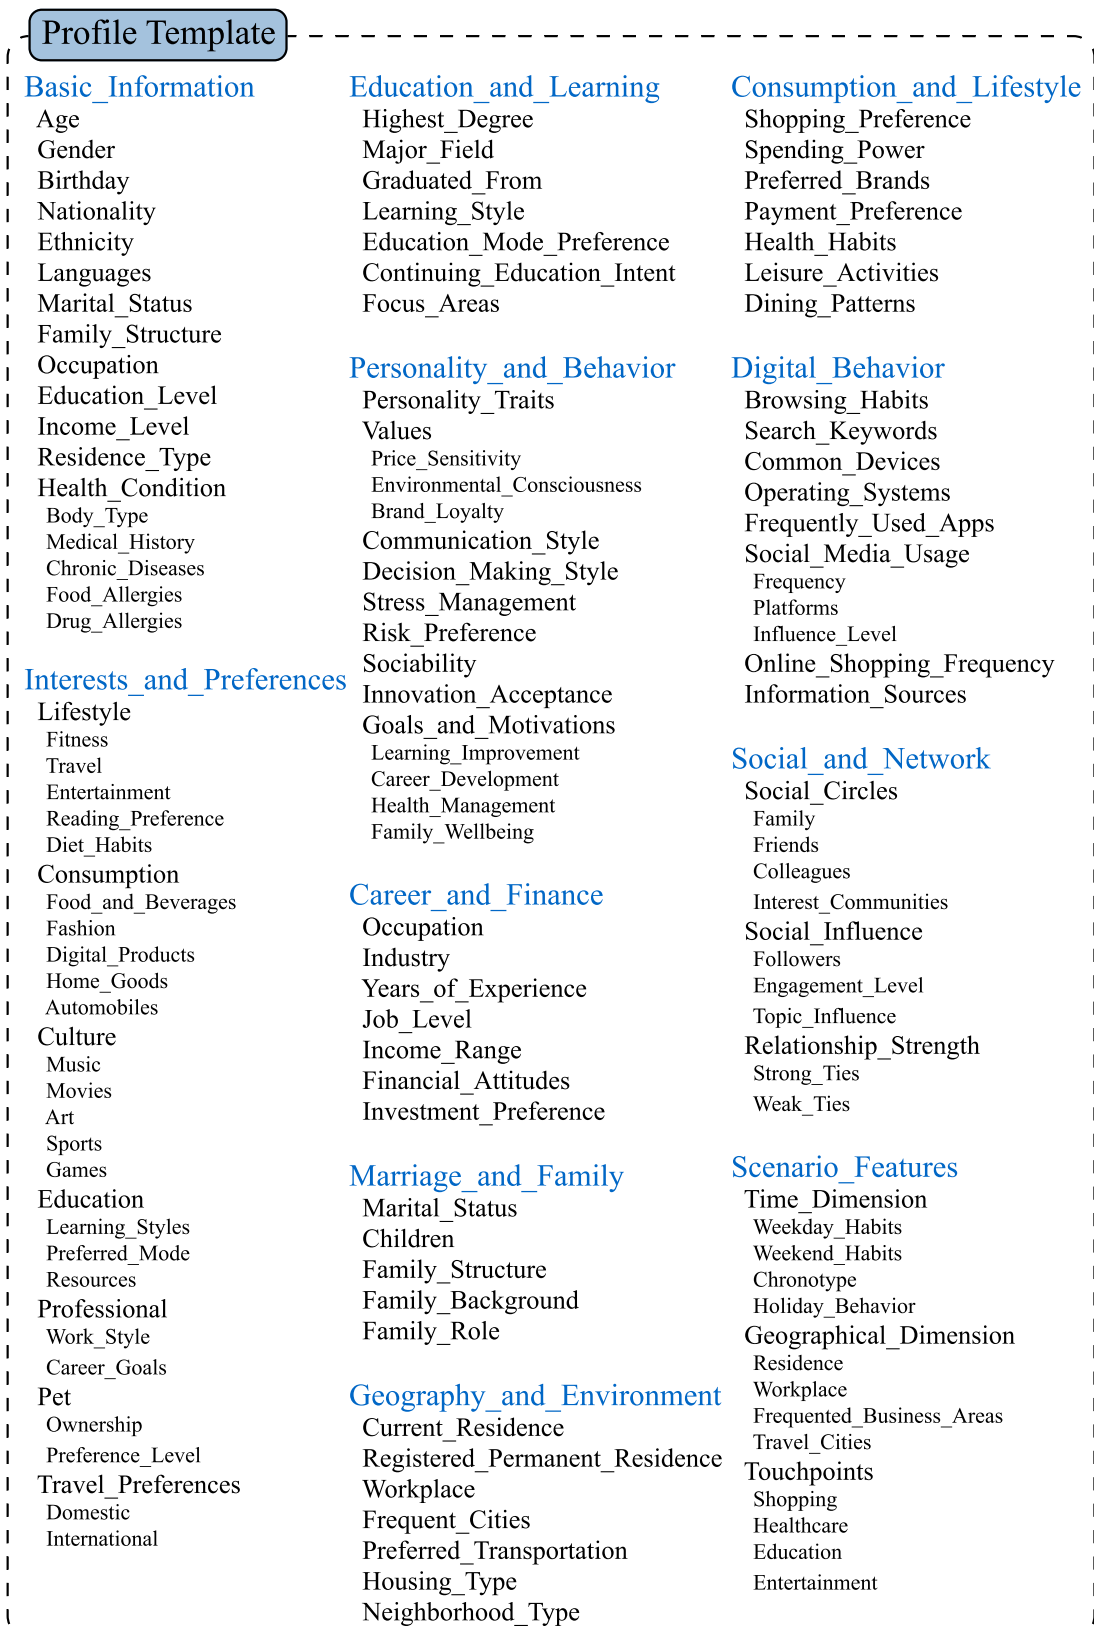 Profile Template
Basic_Information
Age
Gender
Birthday
Nationality
Ethnicity
Languages
Marital_Status
Family_Structure
Occupation
Education_Level
Income_Level
Residence_Type
Health_Condition
Body_Type
Medical_History
Chronic_Diseases
Food_Allergies
Drug_Allergies
Interests_and_Preferences
Lifestyle
Fitness
Travel
Entertainment
Reading_Preference
Diet_Habits
Consumption
Food_and_Beverages
Fashion
Digital_Products
Home_Goods
Automobiles
Culture
Music
Movies
Art
Sports
Games
Education
Learning_Styles
Preferred_Mode
Resources
Professional
Work_Style
Career_Goals
Pet
Ownership
Preference_Level
Travel_Preferences
Domestic
International
Education_and_Learning
Highest_Degree
Major_Field
Graduated_From
Learning_Style
Education_Mode_Preference
Continuing_Education_Intent
Focus_Areas
Personality_and_Behavior
Personality_Traits
Values
Price_Sensitivity
Environmental_Consciousness
Brand_Loyalty
Communication_Style
Decision_Making_Style
Stress_Management
Risk_Preference
Sociability
Innovation_Acceptance
Goals_and_Motivations
Learning_Improvement
Career_Development
Health_Management
Family_Wellbeing
Career_and_Finance
Occupation
Industry
Years_of_Experience
Job_Level
Income_Range
Financial_Attitudes
Investment_Preference
Marriage_and_Family
Marital_Status
Children
Family_Structure
Family_Background
Family_Role
Geography_and_Environment
Current_Residence
Registered_Permanent_Residence
Workplace
Frequent_Cities
Preferred_Transportation
Housing_Type
Neighborhood_Type
Consumption_and_Lifestyle
Shopping_Preference
Spending_Power
Preferred_Brands
Payment_Preference
Health_Habits
Leisure_Activities
Dining_Patterns
Digital_Behavior
Browsing_Habits
Search_Keywords
Common_Devices
Operating_Systems
Frequently_Used_Apps
Social_Media_Usage
Frequency
Platforms
Influence_Level
Online_Shopping_Frequency
Information_Sources
Social_and_Network
Social_Circles
Family
Friends
Colleagues
Interest_Communities
Social_Influence
Followers
Engagement_Level
Topic_Influence
Relationship_Strength
Strong_Ties
Weak_Ties
Scenario_Features
Time_Dimension
Weekday_Habits
Weekend_Habits
Chronotype
Holiday_Behavior
Geographical_Dimension
Residence
Workplace
Frequented_Business_Areas
Travel_Cities
Touchpoints
Shopping
Healthcare
Education
Entertainment